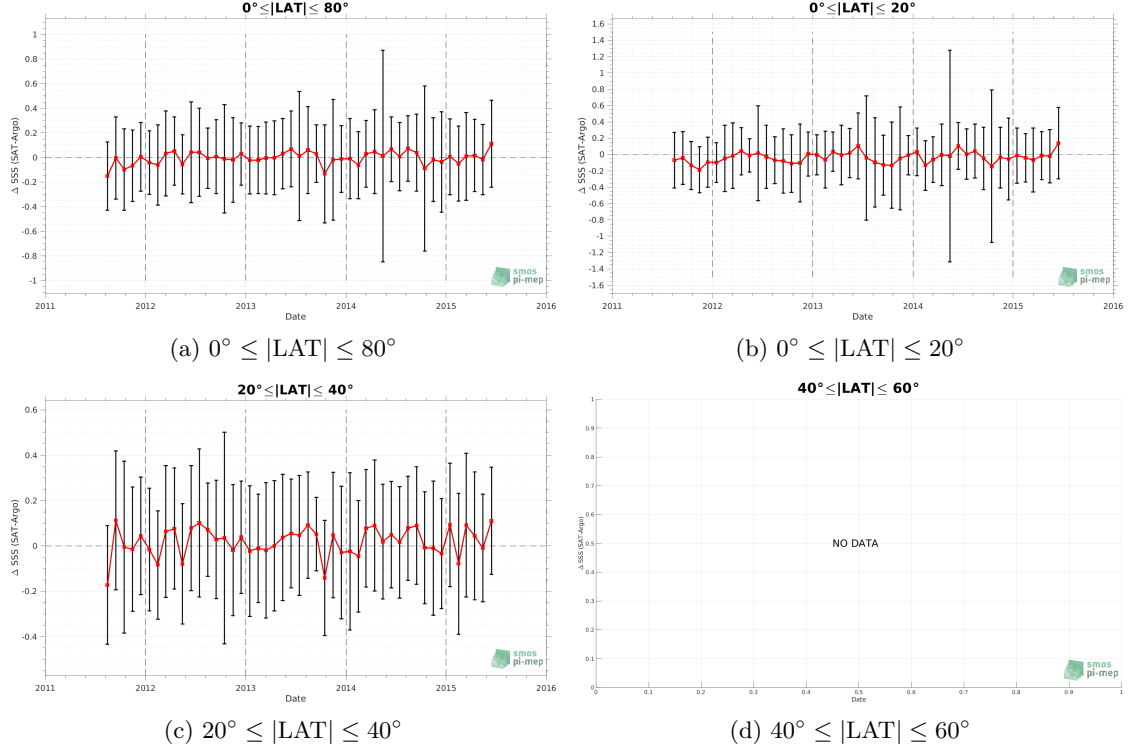 0°≤|LAT|≤ 80°
Δ SSS (SAT-Argo)
1
0.8
0.6
0.4
0.2
0
-0.2
-0.4
-0.6
-0.8
-1
2011 2012 2013 2014 2015 2016
Date
smos
pi-mep
(a) 0° ≤ |LAT| ≤ 80°
0°≤|LAT|≤ 20°
Δ SSS (SAT-Argo)
1.6
1.4
1.2
1
0.8
0.6
0.4
0.2
0
-0.2
-0.4
-0.6
-0.8
-1
-1.2
-1.4
-1.6
2011 2012 2013 2014 2015 2016
Date
smos
pi-mep
(b) 0° ≤ |LAT| ≤ 20°
20°≤|LAT|≤ 40°
Δ SSS (SAT-Argo)
0.6
0.4
0.2
0
-0.2
-0.4
2011 2012 2013 2014 2015 2016
Date
smos
pi-mep
(c) 20° ≤ |LAT| ≤ 40°
40°≤|LAT|≤ 60°
Δ SSS (SAT-Argo)
1
0.9
0.8
0.7
0.6
0.5
0.4
0.3
0.2
0.1
0
NO DATA
0 0.1 0.2 0.3 0.4 0.5 0.6 0.7 0.8 0.9 1
Date
smos
pi-mep
(d) 40° ≤ |LAT| ≤ 60°